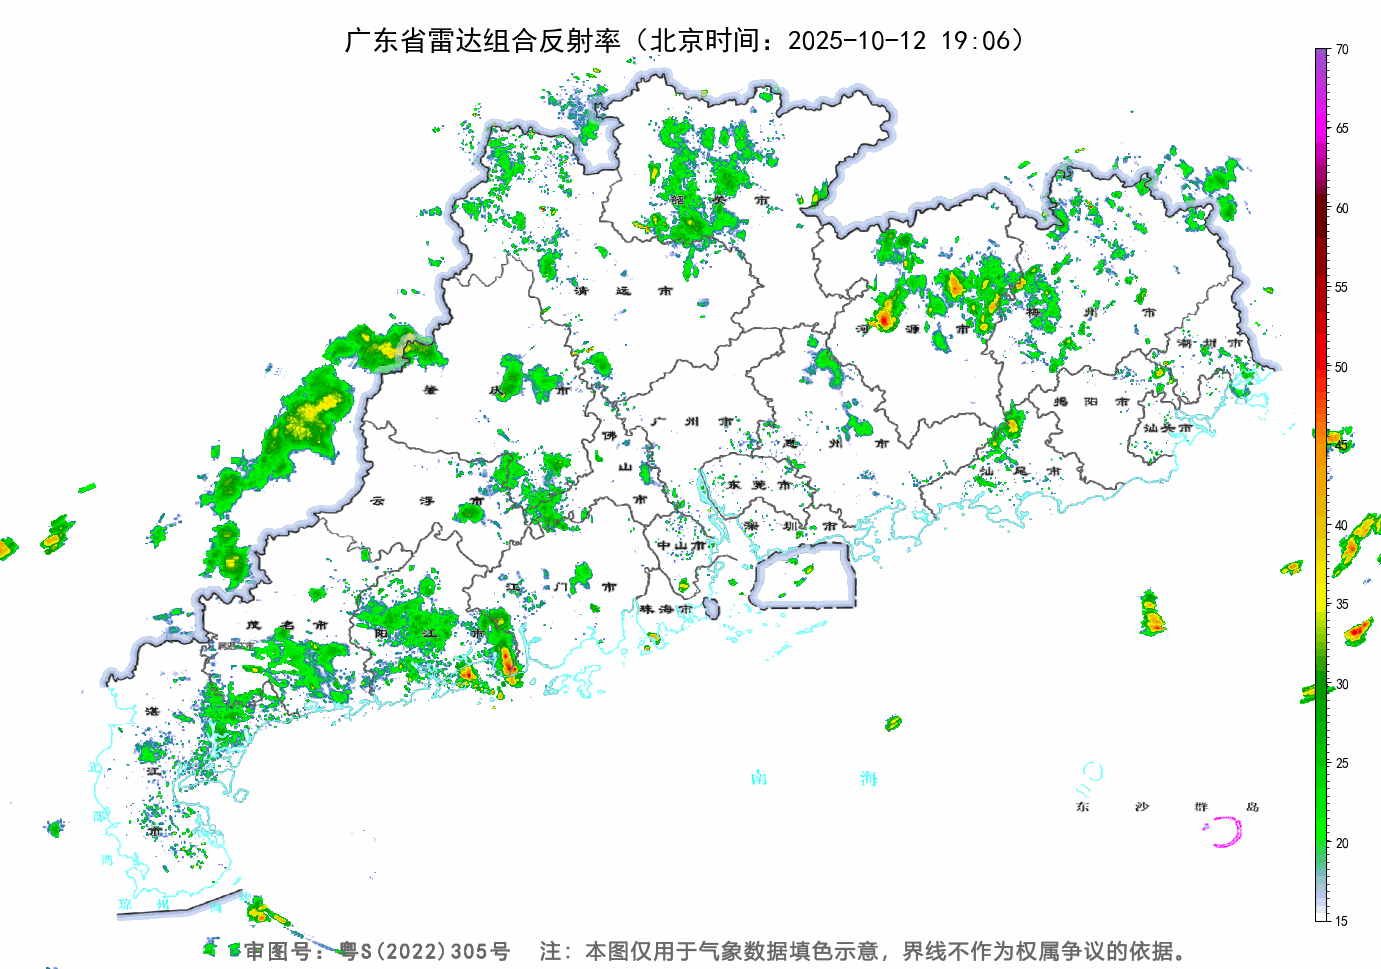 广东省雷达组合反射率（北京时间：2025-10-12 19:06）
70
65
60
55
50
45
40
35
30
25
20
15
韶关市
清远市
河源市
梅州市
潮州市
肇庆市
广州市
惠州市
揭阳市
汕头市
佛山市
东莞市
汕尾市
云浮市
深圳市
中山市
江门市
珠海市
茂名市
阳江市
湛江市
北部湾
南海
东沙群岛
琼州海峡
审图号：粤S(2022)305号 注：本图仅用于气象数据填色示意，界线不作为权属争议的依据。